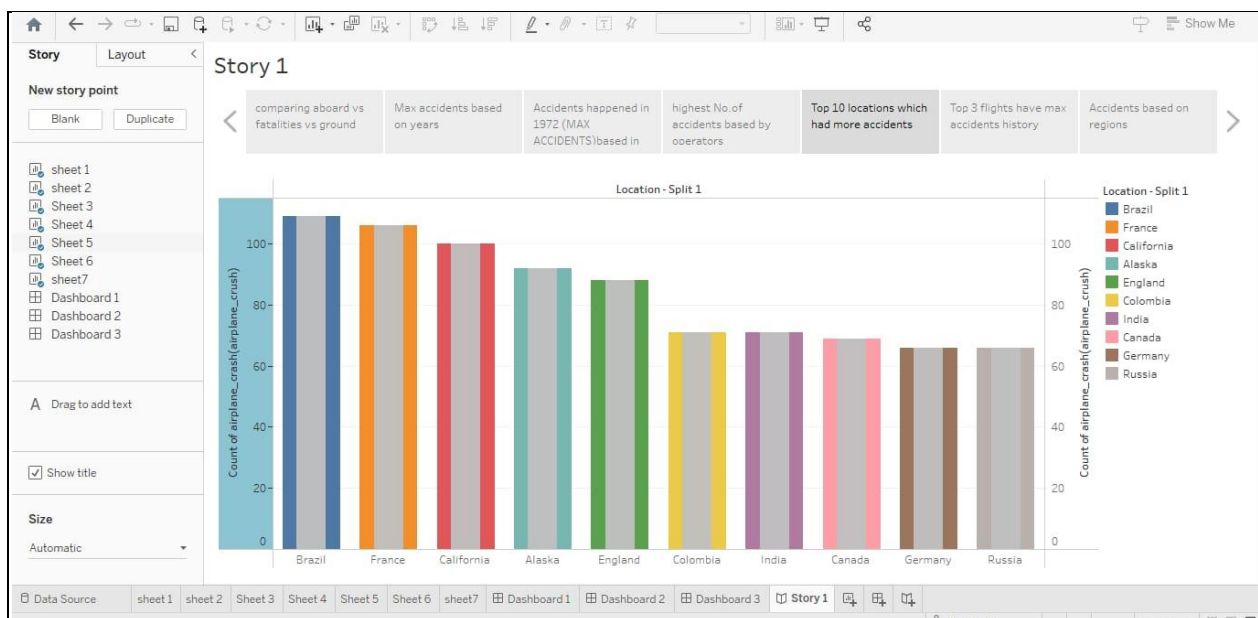 Show Me
Story
Layout
Story 1
New story point
Blank
Duplicate
comparing aboard vs
fatalities vs ground
Max accidents based
on years
Accidents happened in
1972 (MAX
ACCIDENTS)based in
highest No.of
accidents based by
operators
Top 10 locations which
had more accidents
Top 3 flights have max
accidents history
Accidents based on
regions
sheet 1
sheet 2
Sheet 3
Sheet 4
Sheet 5
Sheet 6
sheet7
Dashboard 1
Dashboard 2
Dashboard 3
A Drag to add text
Show title
Size
Automatic
Location - Split 1
Count of airplane_crash(airplane_crush)
100
80
60
40
20
0
Brazil France California Alaska England Colombia India Canada Germany Russia
100
80
60
40
20
0
Count of airplane_crash(airplane_crush)
Location - Split 1
Brazil
France
California
Alaska
England
Colombia
India
Canada
Germany
Russia
Data Source sheet 1 sheet 2 Sheet 3 Sheet 4 Sheet 5 Sheet 6 sheet7 Dashboard 1 Dashboard 2 Dashboard 3 Story 1